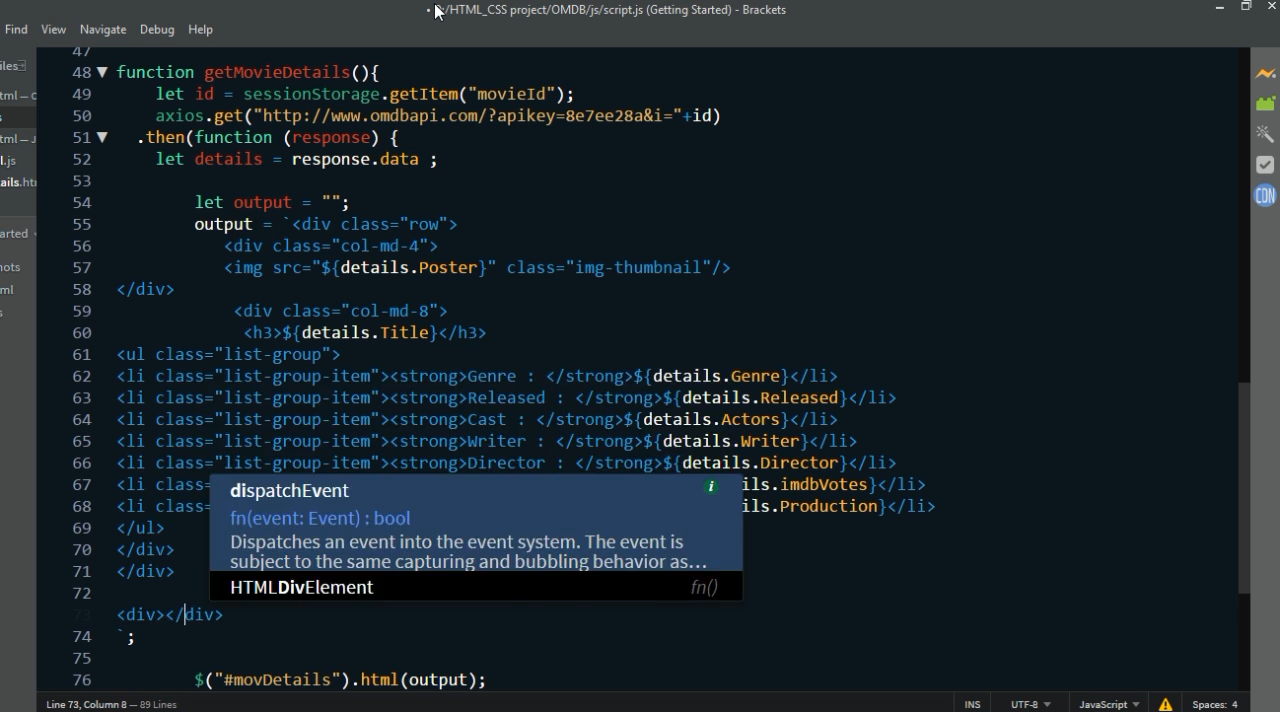 /HTML_CSS project/OMDB/js/script.js (Getting Started) - Brackets
Find View Navigate Debug Help
47
48 function getMovieDetails(){
49 let id = sessionStorage.getItem("movieId");
50 axios.get("http://www.omdbapi.com/?apikey=8e7ee28a&i="+id)
51 .then(function (response) {
52 let details = response.data ;
53
54 let output = "";
55 output = `<div class="row">
56 <div class="col-md-4">
57 <img src="${details.Poster}" class="img-thumbnail"/>
58 </div>
59 <div class="col-md-8">
60 <h3>${details.Title}</h3>
61 <ul class="list-group">
62 <li class="list-group-item"><strong>Genre : </strong>${details.Genre}</li>
63 <li class="list-group-item"><strong>Released : </strong>${details.Released}</li>
64 <li class="list-group-item"><strong>Cast : </strong>${details.Actors}</li>
65 <li class="list-group-item"><strong>Writer : </strong>${details.Writer}</li>
66 <li class="list-group-item"><strong>Director : </strong>${details.Director}</li>
67 <li class= ils.imdbVotes}</li>
68 <li class= ils.Production}</li>
69 </ul>
70 </div>
71 </div>
72
73 <div></div>
74 `;
75
76 $("#movDetails").html(output);
dispatchEvent
fn(event: Event) : bool
Dispatches an event into the event system. The event is
subject to the same capturing and bubbling behavior as...
HTMLDivElement fn()
iles
tml — C
s
tml — J
l.js
ails.ht
arted
ots
ml
s
CDN
Line 73, Column 8 — 89 Lines
INS UTF-8 JavaScript Spaces: 4